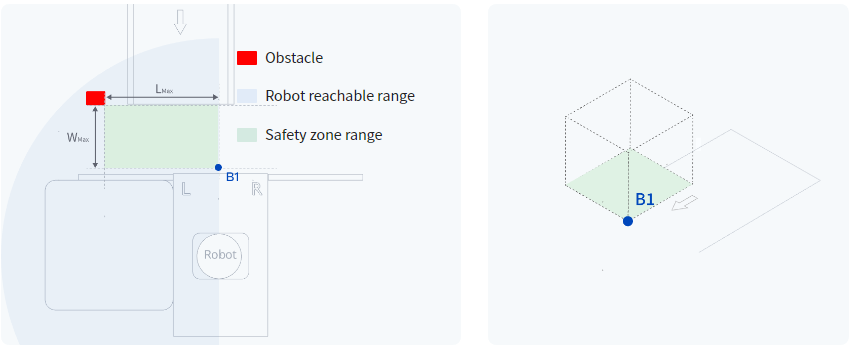 Obstacle
LMax
Robot reachable range
WMax
Safety zone range
B1
L
R
Robot
B1